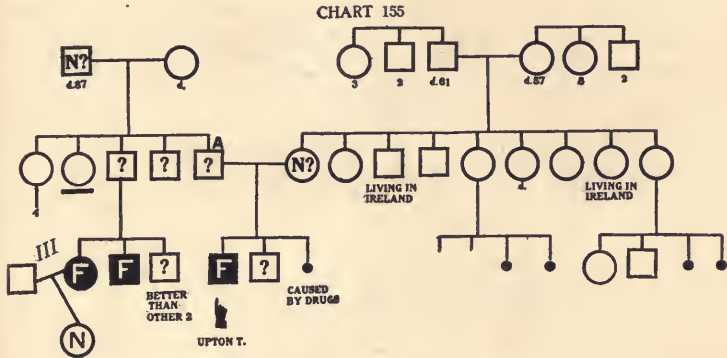 CHART 155
N?
d.87
d.
3
2
d.61
d.57
8
2
? ? ? A N?
4
LIVING IN
IRELAND
d.
LIVING IN
IRELAND
III
F F ?
BETTER
THAN
OTHER 2
F ?
CAUSED
BY DRUGS
UPTON T.
N